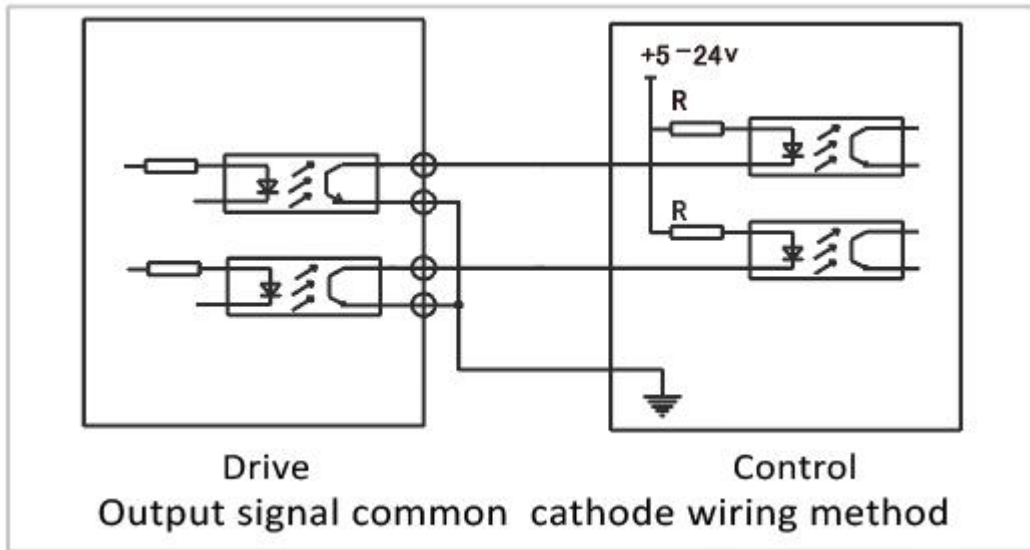 +5-24v
R
R
Drive
Control
Output signal common cathode wiring method